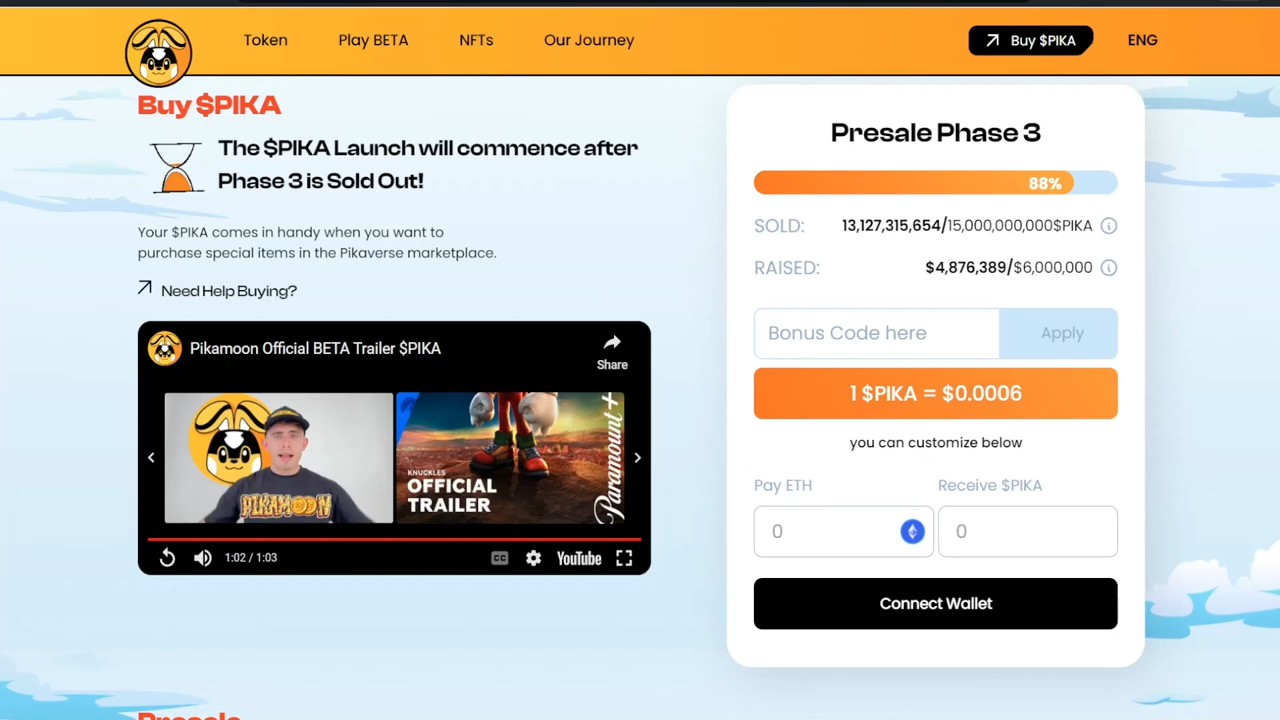 Token
Play BETA
NFTs
Our Journey
Buy $PIKA
ENG
Buy $PIKA
The $PIKA Launch will commence after
Phase 3 is Sold Out!
Your $PIKA comes in handy when you want to
purchase special items in the Pikaverse marketplace.
Need Help Buying?
Pikamoon Official BETA Trailer $PIKA
Share
PIKAMOON
KNUCKLES
OFFICIAL
TRAILER
Paramount+
1:02 / 1:03
CC
YouTube
Presale Phase 3
88%
SOLD: 13,127,315,654/15,000,000,000$PIKA
RAISED: $4,876,389/$6,000,000
Bonus Code here
Apply
1 $PIKA = $0.0006
you can customize below
Pay ETH
Receive $PIKA
0
0
Connect Wallet
Presale